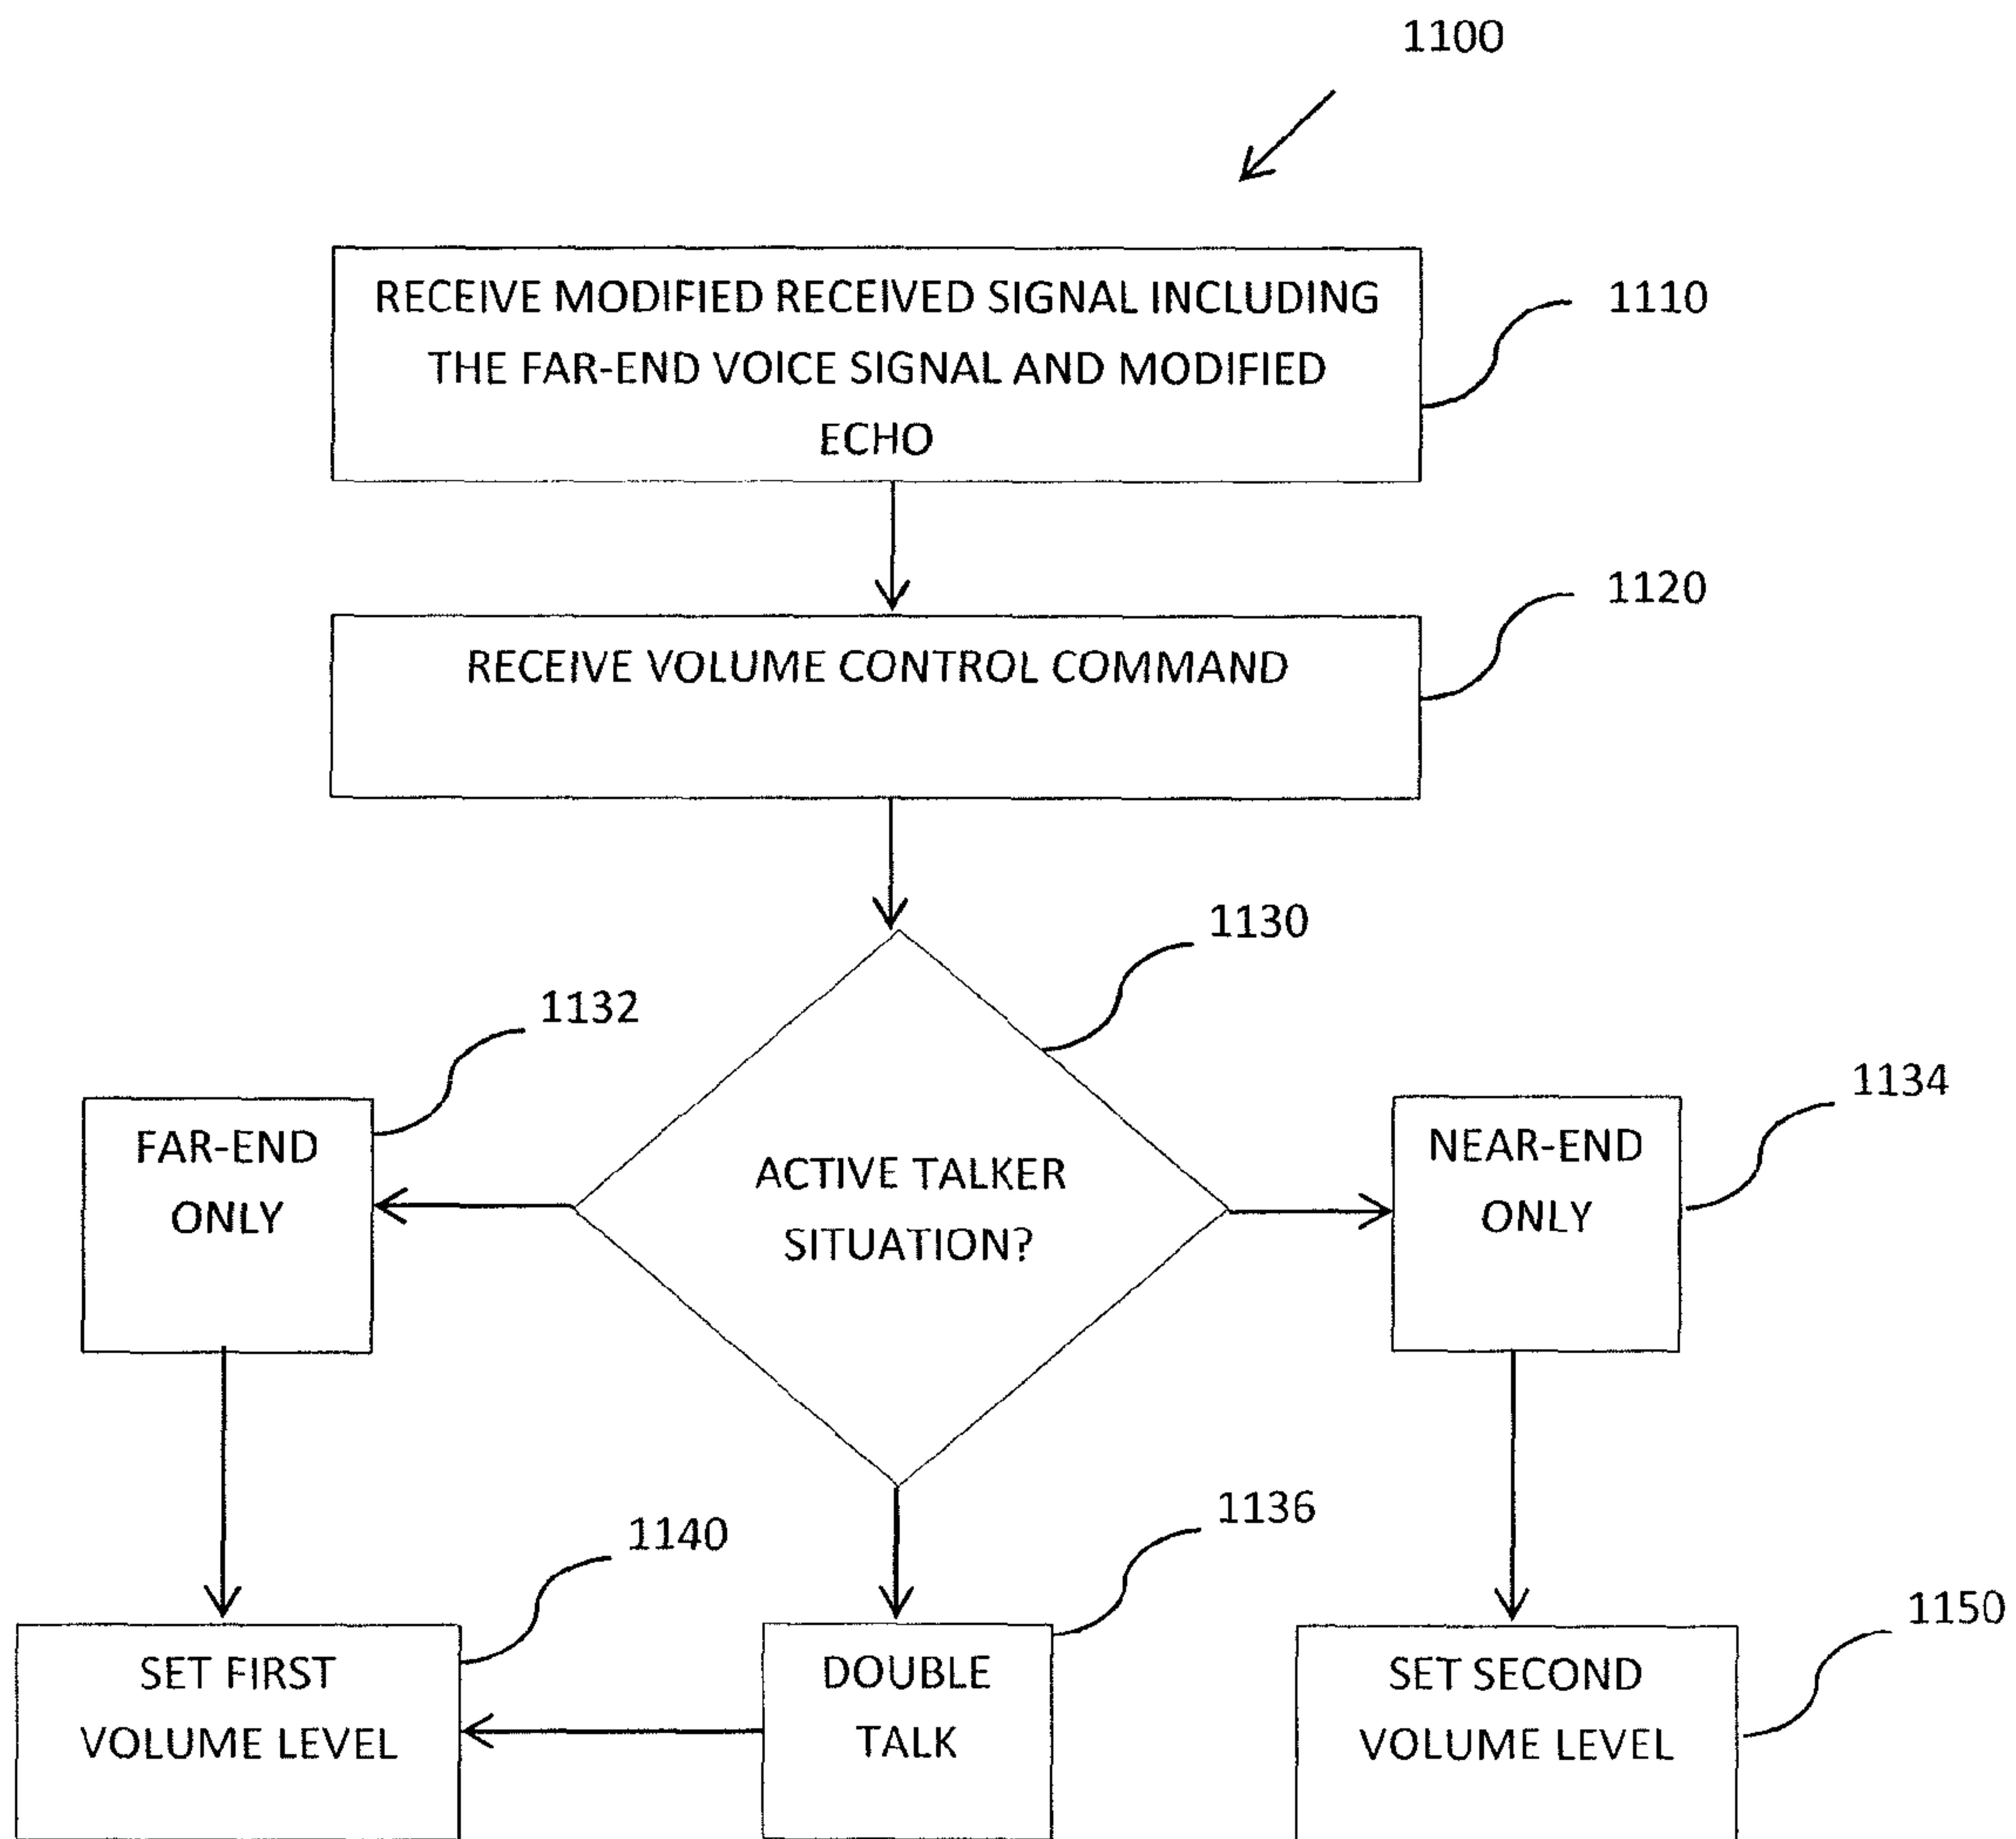 1100
RECEIVE MODIFIED RECEIVED SIGNAL INCLUDING
THE FAR-END VOICE SIGNAL AND MODIFIED
ECHO
1110
RECEIVE VOLUME CONTROL COMMAND
1120
ACTIVE TALKER
SITUATION?
1130
FAR-END
ONLY
1132
NEAR-END
ONLY
1134
SET FIRST
VOLUME LEVEL
1140
DOUBLE
TALK
1136
SET SECOND
VOLUME LEVEL
1150